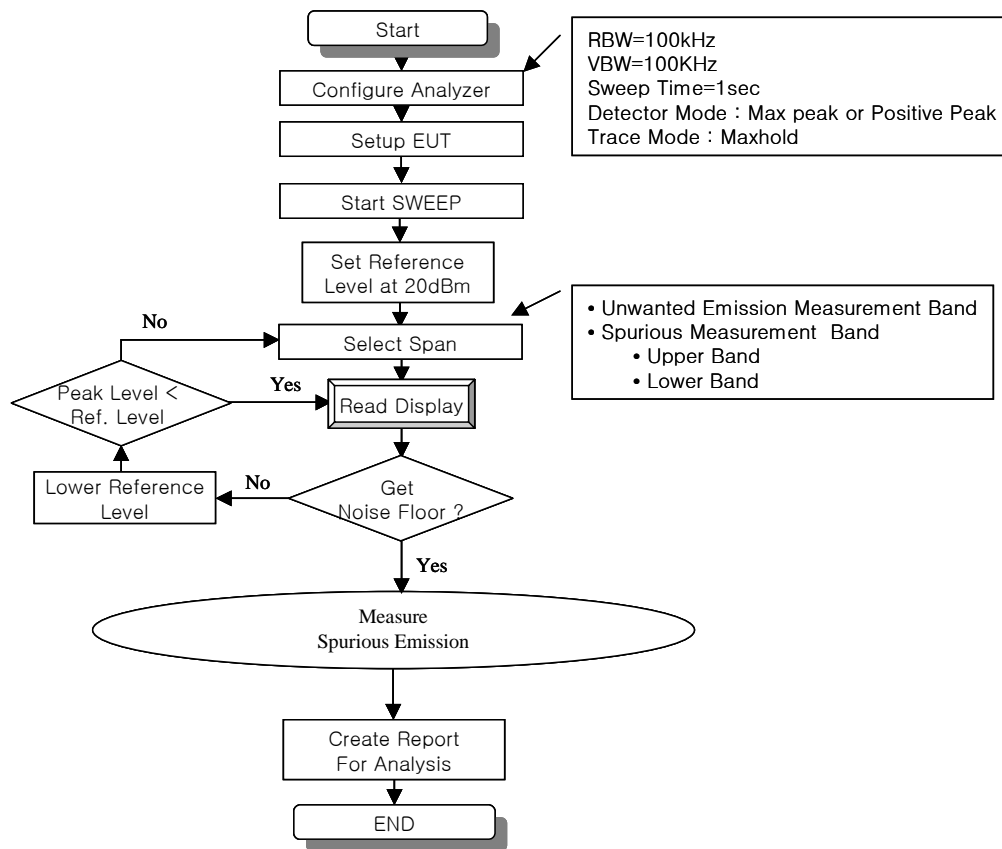 Start
Configure Analyzer
RBW=100kHz
VBW=100KHz
Sweep Time=1sec
Detector Mode : Max peak or Positive Peak
Trace Mode : Maxhold
Setup EUT
Start SWEEP
Set Reference
Level at 20dBm
• Unwanted Emission Measurement Band
• Spurious Measurement Band
• Upper Band
• Lower Band
No
Select Span
Peak Level <
Ref. Level
Yes
Read Display
Lower Reference
Level
No
Get
Noise Floor ?
Yes
Measure
Spurious Emission
Create Report
For Analysis
END